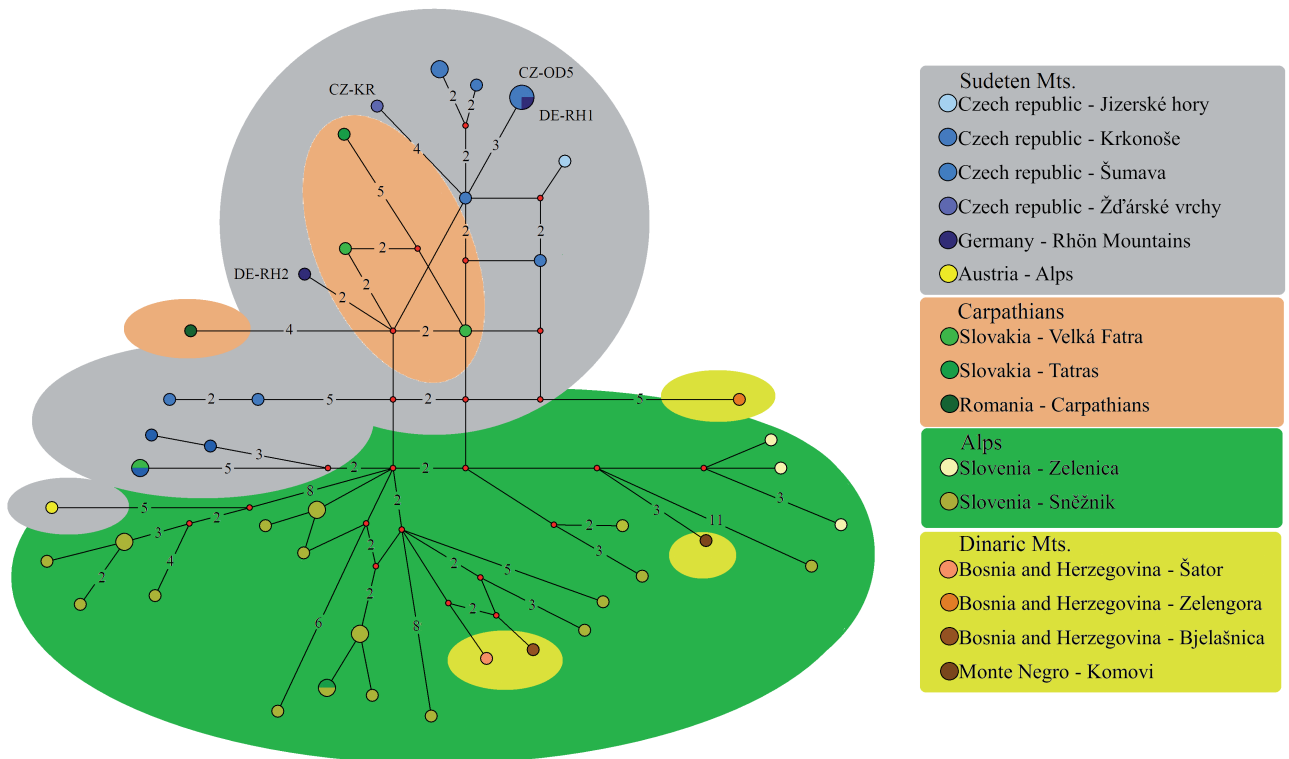 CZ-OD5
CZ-KR
2
2
DE-RH1
4
2
3
5
2
2
2
DE-RH2
2
2
4
2
2
5
2
5
3
5
2
2
8
2
3
5
2
3
11
3
2
2
3
4
2
2
5
2
2
3
6
8
Sudeten Mts.
Czech republic - Jizerské hory
Czech republic - Krkonoše
Czech republic - Šumava
Czech republic - Žďárské vrchy
Germany - Rhön Mountains
Austria - Alps
Carpathians
Slovakia - Velká Fatra
Slovakia - Tatras
Romania - Carpathians
Alps
Slovenia - Zelenica
Slovenia - Sněžnik
Dinaric Mts.
Bosnia and Herzegovina - Šator
Bosnia and Herzegovina - Zelengora
Bosnia and Herzegovina - Bjelašnica
Monte Negro - Komovi